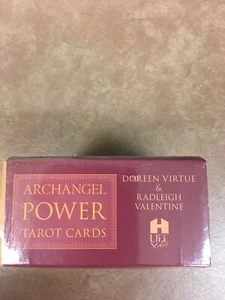 ARCHANGEL
POWER
TAROT CARDS
DOREEN VIRTUE
&
RADLEIGH
VALENTINE